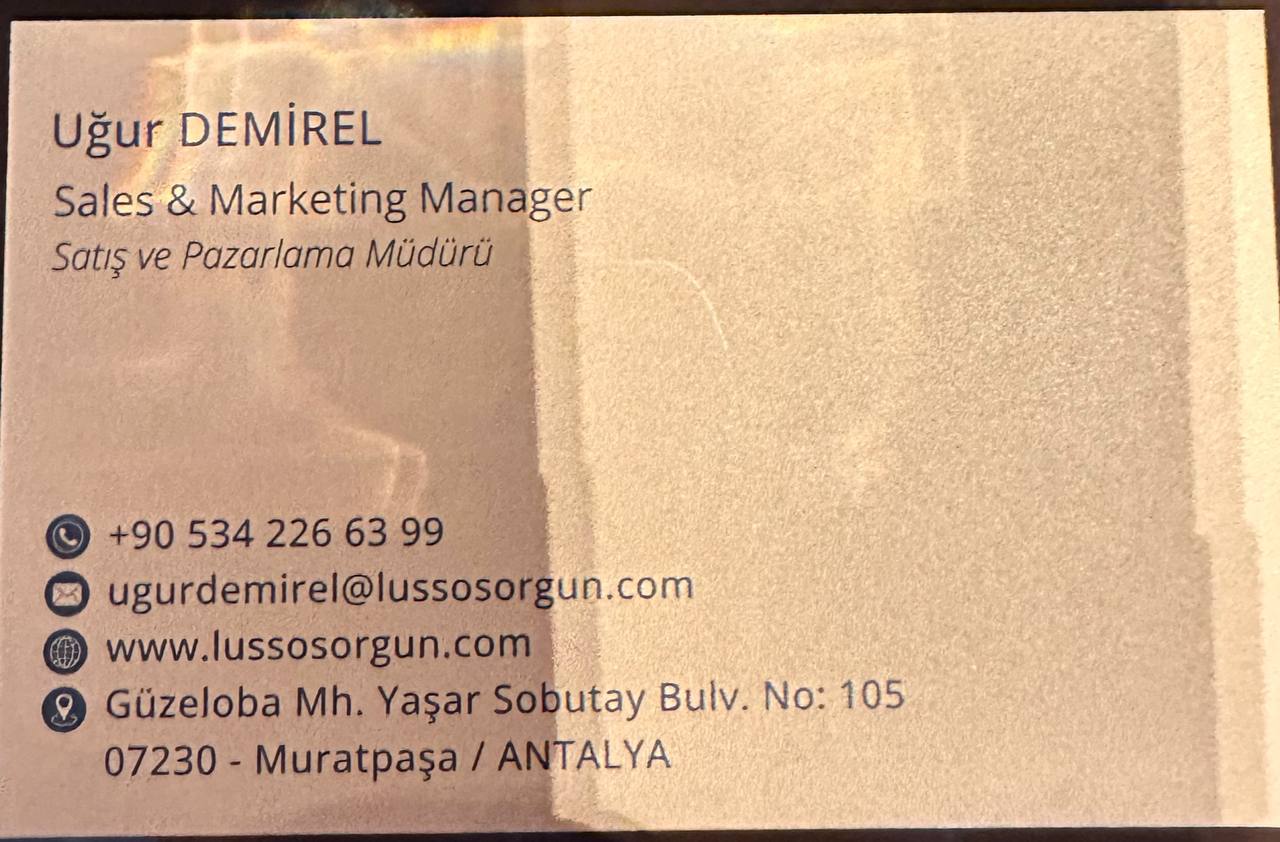 Uğur DEMİREL
Sales & Marketing Manager
Satış ve Pazarlama Müdürü
+90 534 226 63 99
ugurdemirel@lussosorgun.com
www.lussosorgun.com
Güzeloba Mh. Yaşar Sobutay Bulv. No: 105
07230 - Muratpaşa / ANTALYA